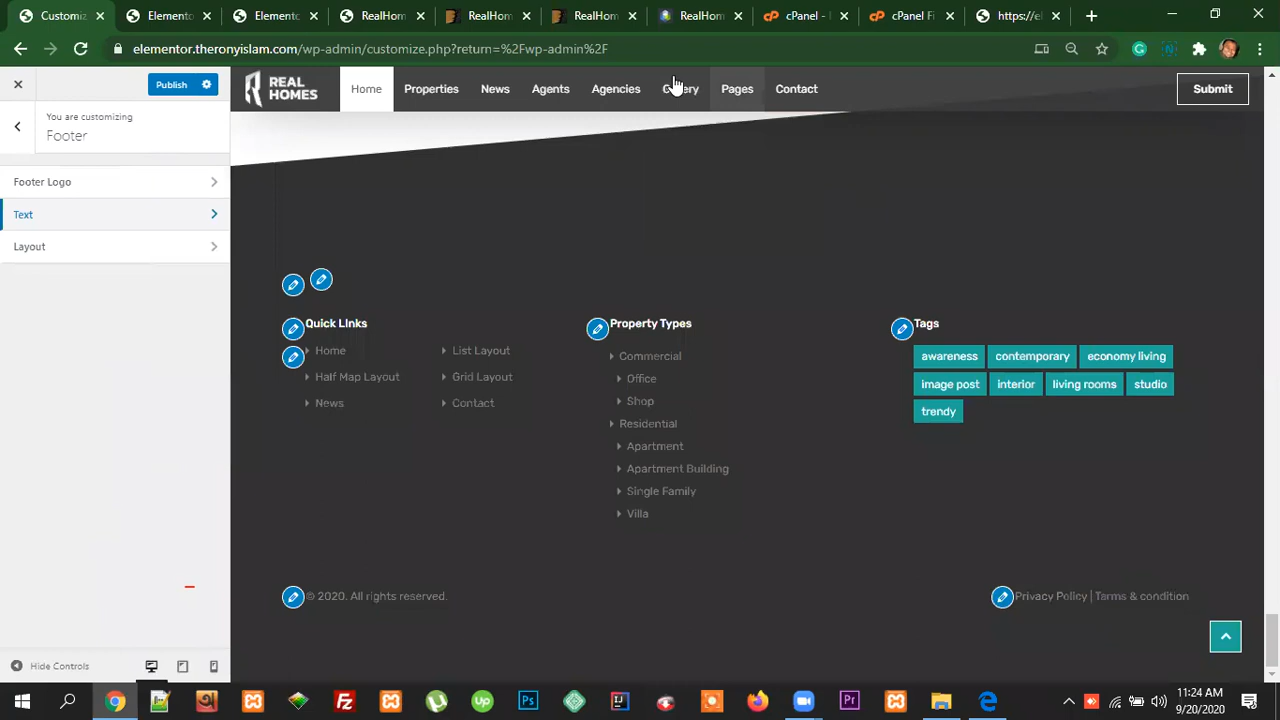 Customiz
Elemento
Elemento
RealHom
RealHom
RealHom
RealHom
cPanel - 
cPanel Fi
https://el
elementor.theronyislam.com/wp-admin/customize.php?return=%2Fwp-admin%2F
Publish
REAL HOMES
Home
Properties
News
Agents
Agencies
Pages
Contact
Submit
You are customizing
Footer
Footer Logo
Text
Layout
Quick LInks
Home
List Layout
Half Map Layout
Grid Layout
News
Contact
Property Types
Commercial
Office
Shop
Residential
Apartment
Apartment Building
Single Family
Villa
Tags
awareness
contemporary
economy living
image post
interior
living rooms
studio
trendy
© 2020. All rights reserved.
Privacy Policy | Terms & condition
Hide Controls
11:24 AM
9/20/2020